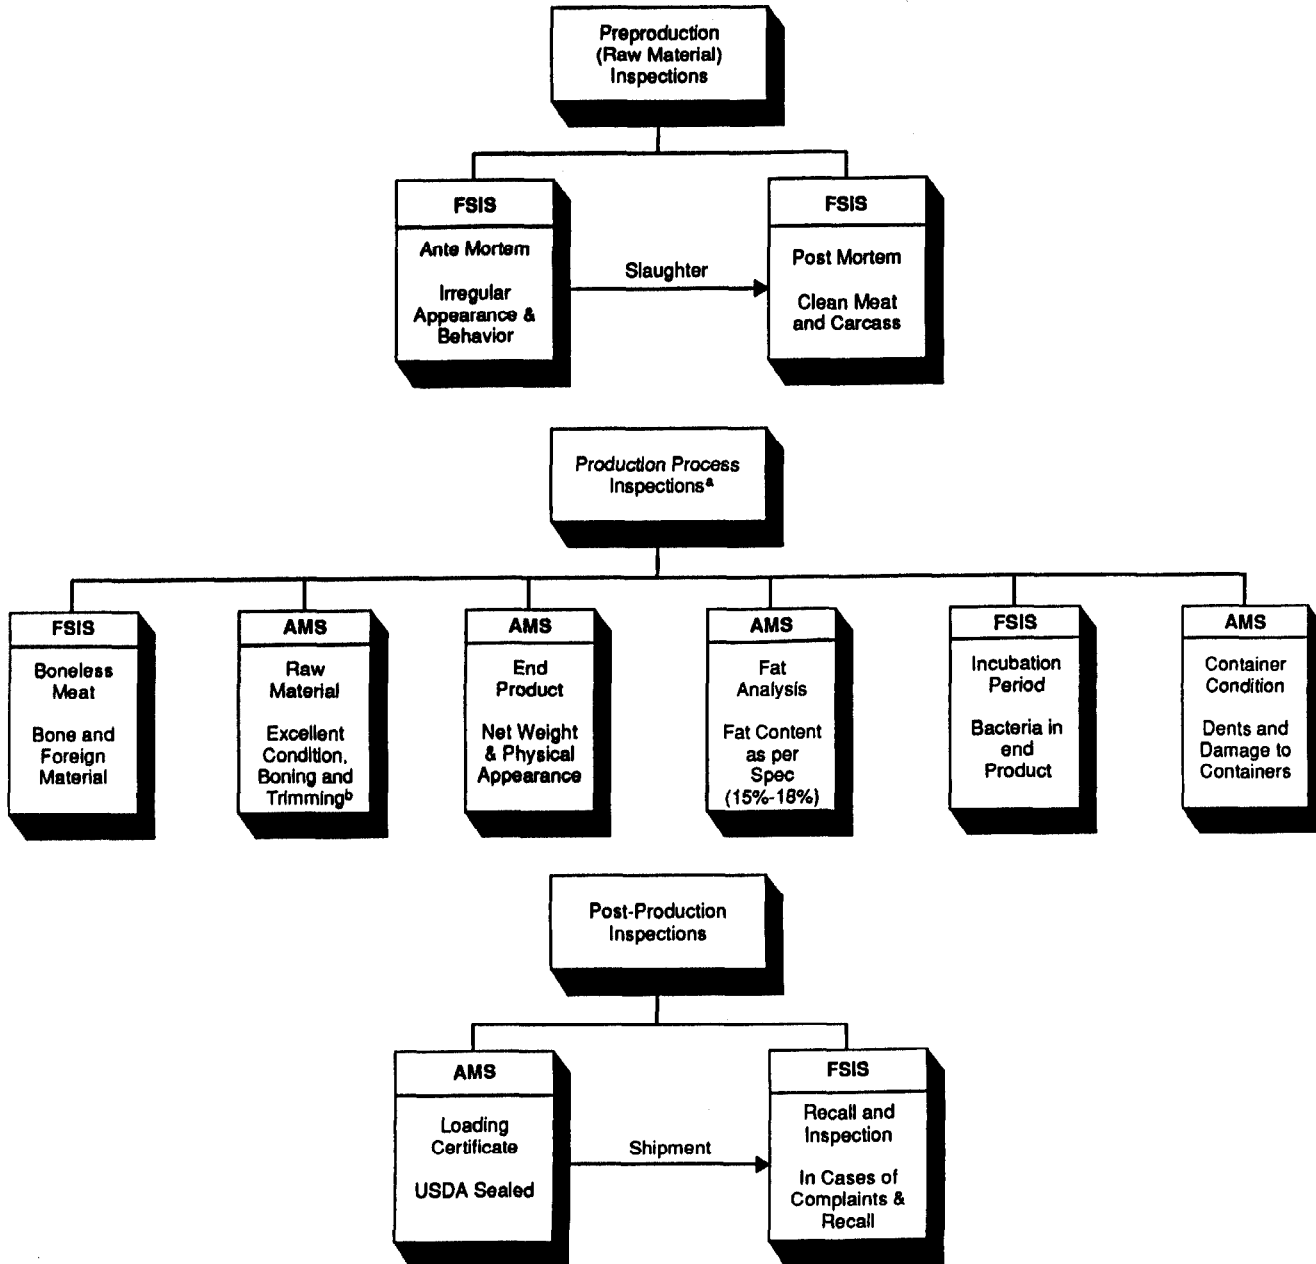 Preproduction
(Raw Material)
Inspections
FSIS
Ante Mortem
Irregular
Appearance &
Behavior
Slaughter
FSIS
Post Mortem
Clean Meat
and Carcass
Production Process
Inspectionsᵃ
FSIS
Boneless
Meat
Bone and
Foreign
Material
AMS
Raw
Material
Excellent
Condition,
Boning and
Trimmingᵇ
AMS
End
Product
Net Weight
& Physical
Appearance
AMS
Fat
Analysis
Fat Content
as per
Spec
(15%-18%)
FSIS
Incubation
Period
Bacteria in
end
Product
AMS
Container
Condition
Dents and
Damage to
Containers
Post-Production
Inspections
AMS
Loading
Certificate
USDA Sealed
Shipment
FSIS
Recall and
Inspection
In Cases of
Complaints &
Recall